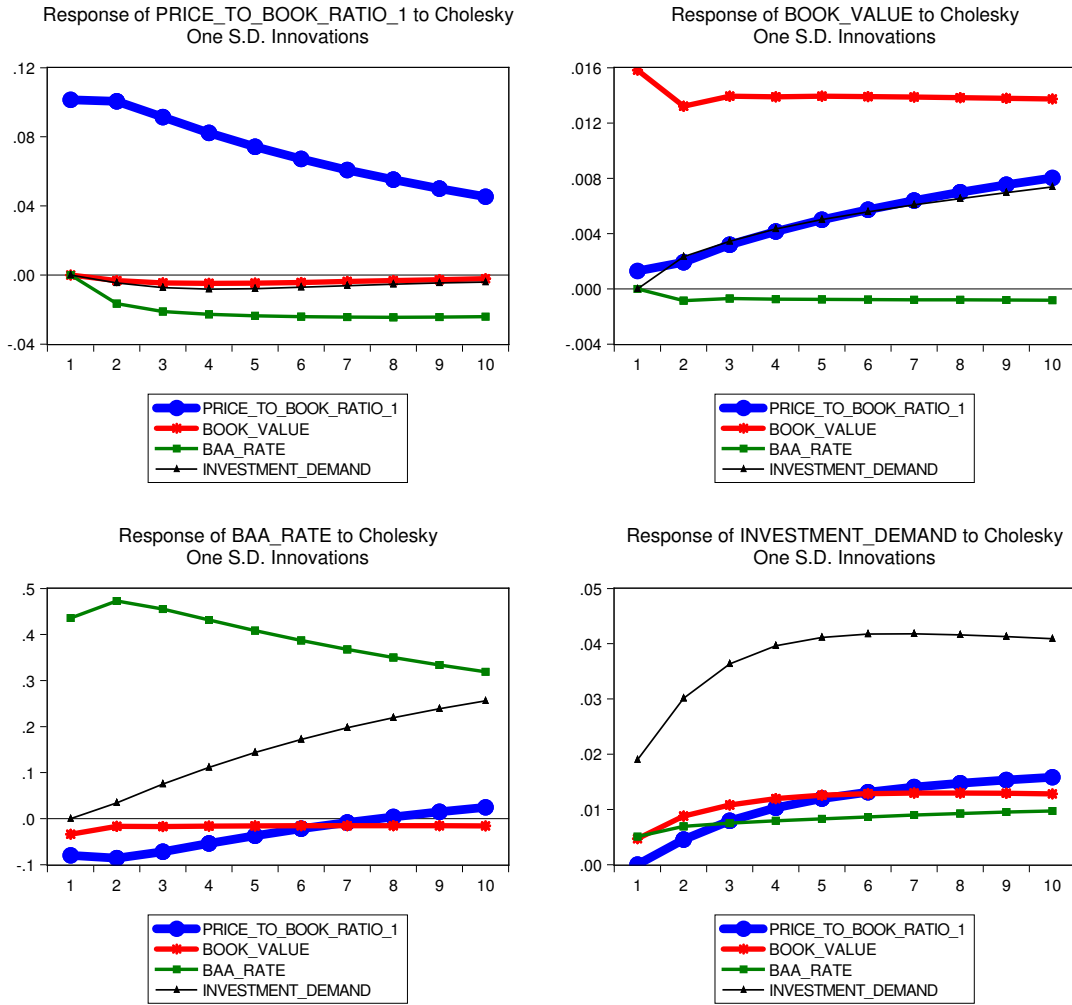 Response of PRICE_TO_BOOK_RATIO_1 to Cholesky
One S.D. Innovations
.12
.08
.04
.00
-.04
1 2 3 4 5 6 7 8 9 10
PRICE_TO_BOOK_RATIO_1
BOOK_VALUE
BAA_RATE
INVESTMENT_DEMAND
Response of BOOK_VALUE to Cholesky
One S.D. Innovations
.016
.012
.008
.004
.000
-.004
1 2 3 4 5 6 7 8 9 10
PRICE_TO_BOOK_RATIO_1
BOOK_VALUE
BAA_RATE
INVESTMENT_DEMAND
Response of BAA_RATE to Cholesky
One S.D. Innovations
.5
.4
.3
.2
.1
.0
-.1
1 2 3 4 5 6 7 8 9 10
PRICE_TO_BOOK_RATIO_1
BOOK_VALUE
BAA_RATE
INVESTMENT_DEMAND
Response of INVESTMENT_DEMAND to Cholesky
One S.D. Innovations
.05
.04
.03
.02
.01
.00
1 2 3 4 5 6 7 8 9 10
PRICE_TO_BOOK_RATIO_1
BOOK_VALUE
BAA_RATE
INVESTMENT_DEMAND